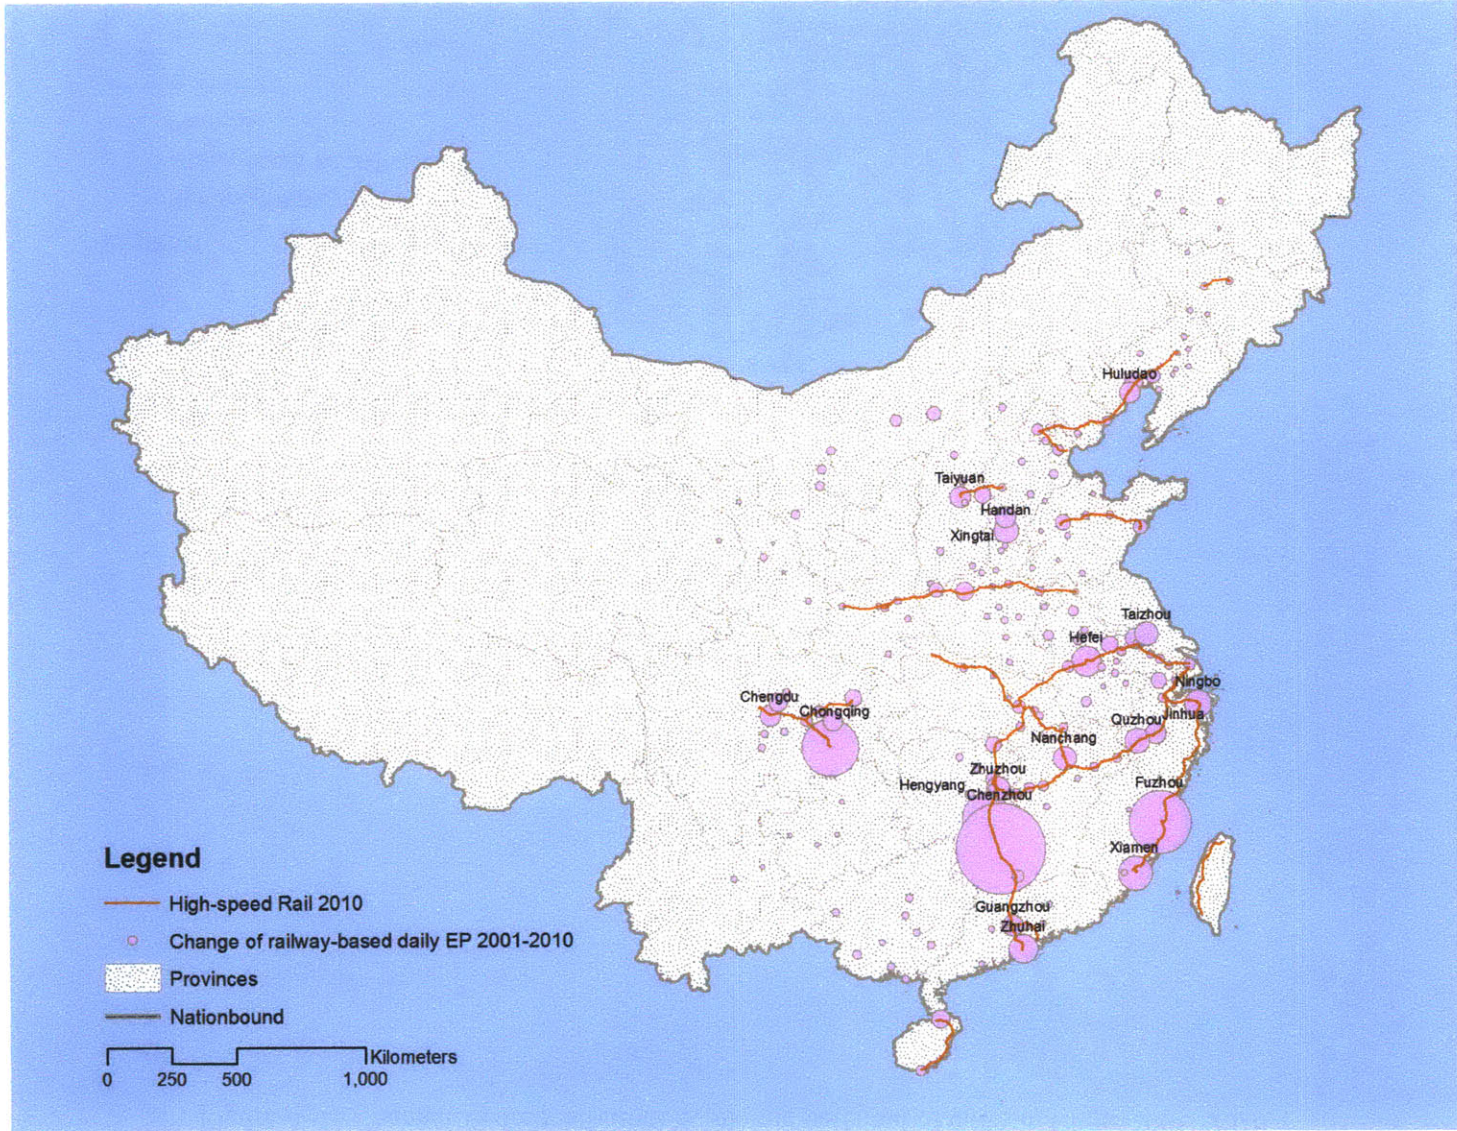 Huludao
Taiyuan
Handan
Xingtai
Taizhou
Hefei
Ningbo
Chengdu
Chongqing
Quzhou
Jinhua
Nanchang
Zhuzhou
Hengyang
Chenzhou
Fuzhou
Xiamen
Guangzhou
Zhuhai
Legend
High-speed Rail 2010
Change of railway-based daily EP 2001-2010
Provinces
Nationbound
Kilometers
0 250 500 1,000